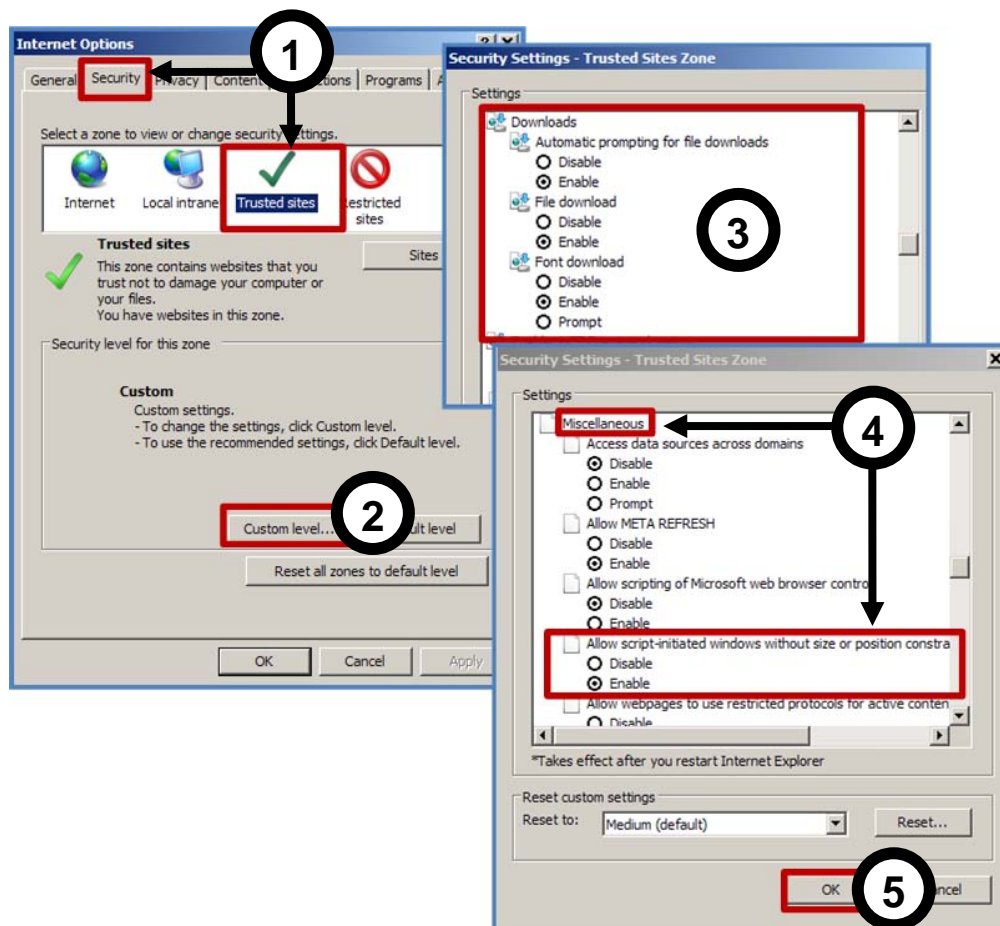 Internet Options
1
General Security Privacy Content Programs
Select a zone to view or change security settings.
Internet Local intrane Trusted sites
sites
Trusted sites
Sites
This zone contains websites that you
trust not to damage your computer or
your files.
You have websites in this zone.
Security level for this zone
Custom
Custom settings.
- To change the settings, click Custom level.
- To use the recommended settings, click Default level.
2
Custom level...
Reset all zones to default level
OK Cancel Apply
Security Settings - Trusted Sites Zone
Settings
Downloads
Automatic prompting for file downloads
Disable
Enable
File download
Disable
Enable
3
Font download
Disable
Enable
Prompt
Security Settings - Trusted Sites Zone
Settings
Miscellaneous
4
Access data sources across domains
Disable
Enable
Prompt
Allow META REFRESH
Disable
Enable
Allow scripting of Microsoft web browser control
Disable
Enable
Allow script-initiated windows without size or position constra
Disable
Enable
Allow webpages to use restricted protocols for active conten
Disable
*Takes effect after you restart Internet Explorer
Reset custom settings
Reset to: Medium (default) Reset...
OK
5